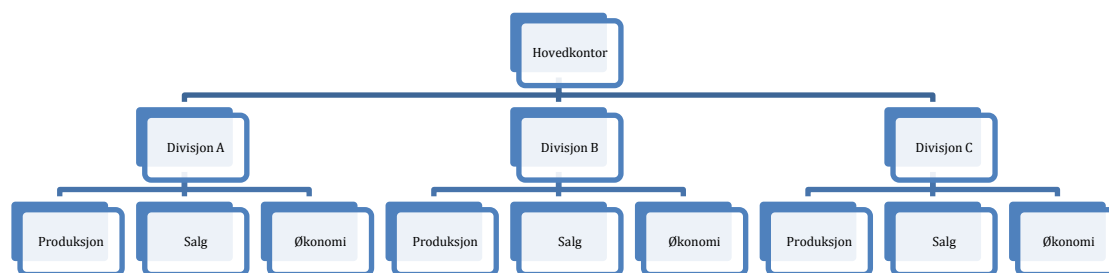 Hovedkontor
Divisjon A
Divisjon B
Divisjon C
Produksjon
Salg
Økonomi
Produksjon
Salg
Økonomi
Produksjon
Salg
Økonomi